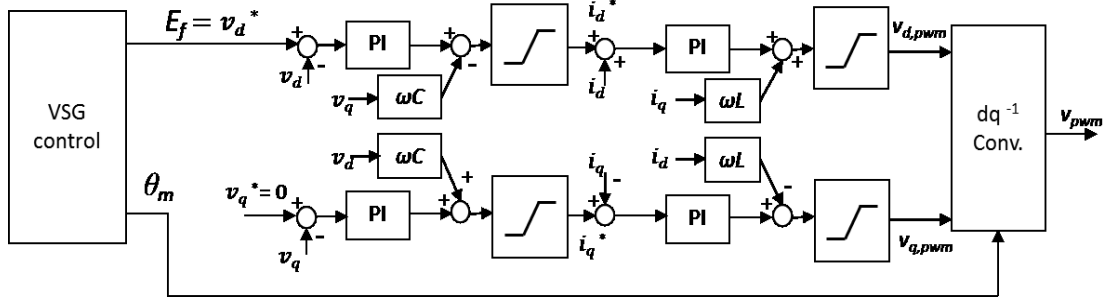 E_f = v_d*
i_d*
v_d,pwm
+
PI
+
+
PI
+
-
-
+
+
v_d
v_q
ωC
i_d
i_q
ωL
VSG
control
dq ⁻¹
Conv.
v_pwm
v_d
ωC
i_q
i_d
ωL
θ_m
v_q* = 0
+
PI
+
+
-
+
PI
+
-
-
v_q
i_q*
v_q,pwm